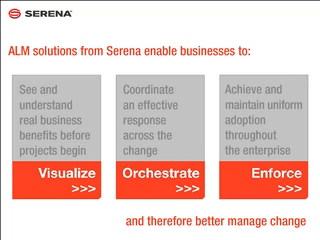 SERENA
ALM solutions from Serena enable businesses to:
See and
understand
real business
benefits before
projects begin
Visualize
>>>
Coordinate
an effective
response
across the
change
Orchestrate
>>>
Achieve and
maintain uniform
adoption
throughout
the enterprise
Enforce
>>>
and therefore better manage change